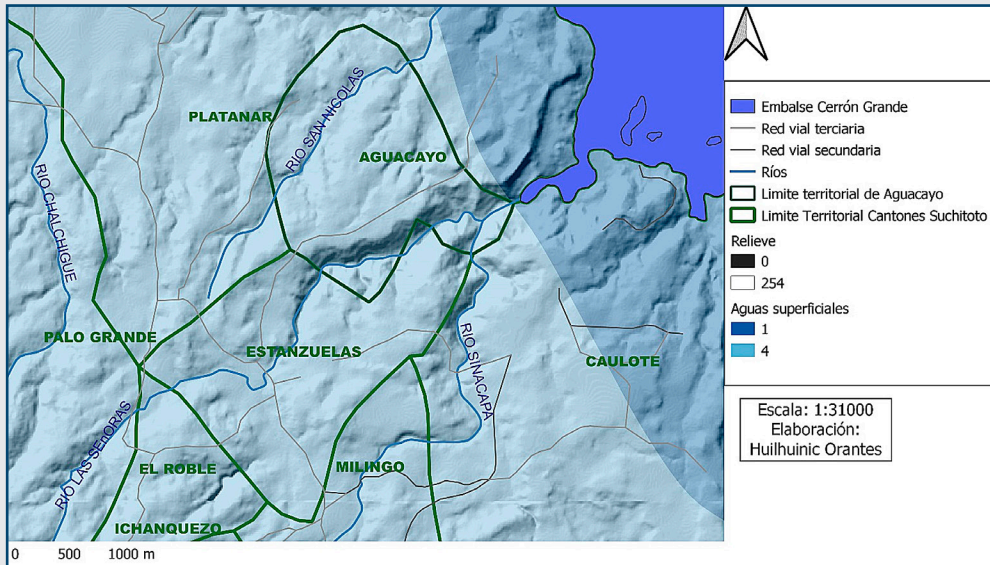 PLATANAR
RIO SAN NICOLAS
AGUACAYO
RIO CHALCHIGUE
PALO GRANDE
ESTANZUELAS
RIO SINACAPA
CAULOTE
RIO LAS SEnORAS
EL ROBLE
MILINGO
ICHANQUEZO
0 500 1000 m
Embalse Cerrón Grande
Red vial terciaria
Red vial secundaria
Ríos
Limite territorial de Aguacayo
Limite Territorial Cantones Suchitoto
Relieve
0
254
Aguas superficiales
1
4
Escala: 1:31000
Elaboración:
Huilhuinic Orantes